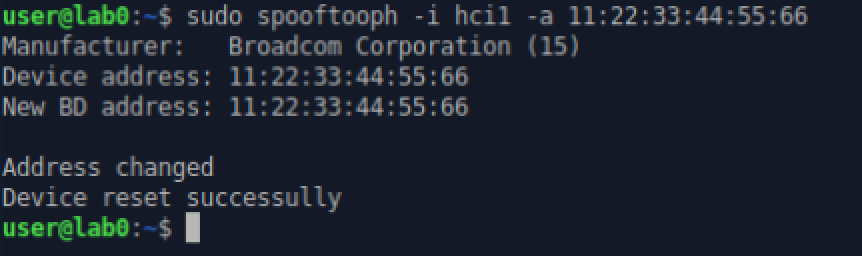 user@lab0:~$ sudo spooftooph -i hci1 -a 11:22:33:44:55:66
Manufacturer:   Broadcom Corporation (15)
Device address: 11:22:33:44:55:66
New BD address: 11:22:33:44:55:66

Address changed
Device reset successully
user@lab0:~$